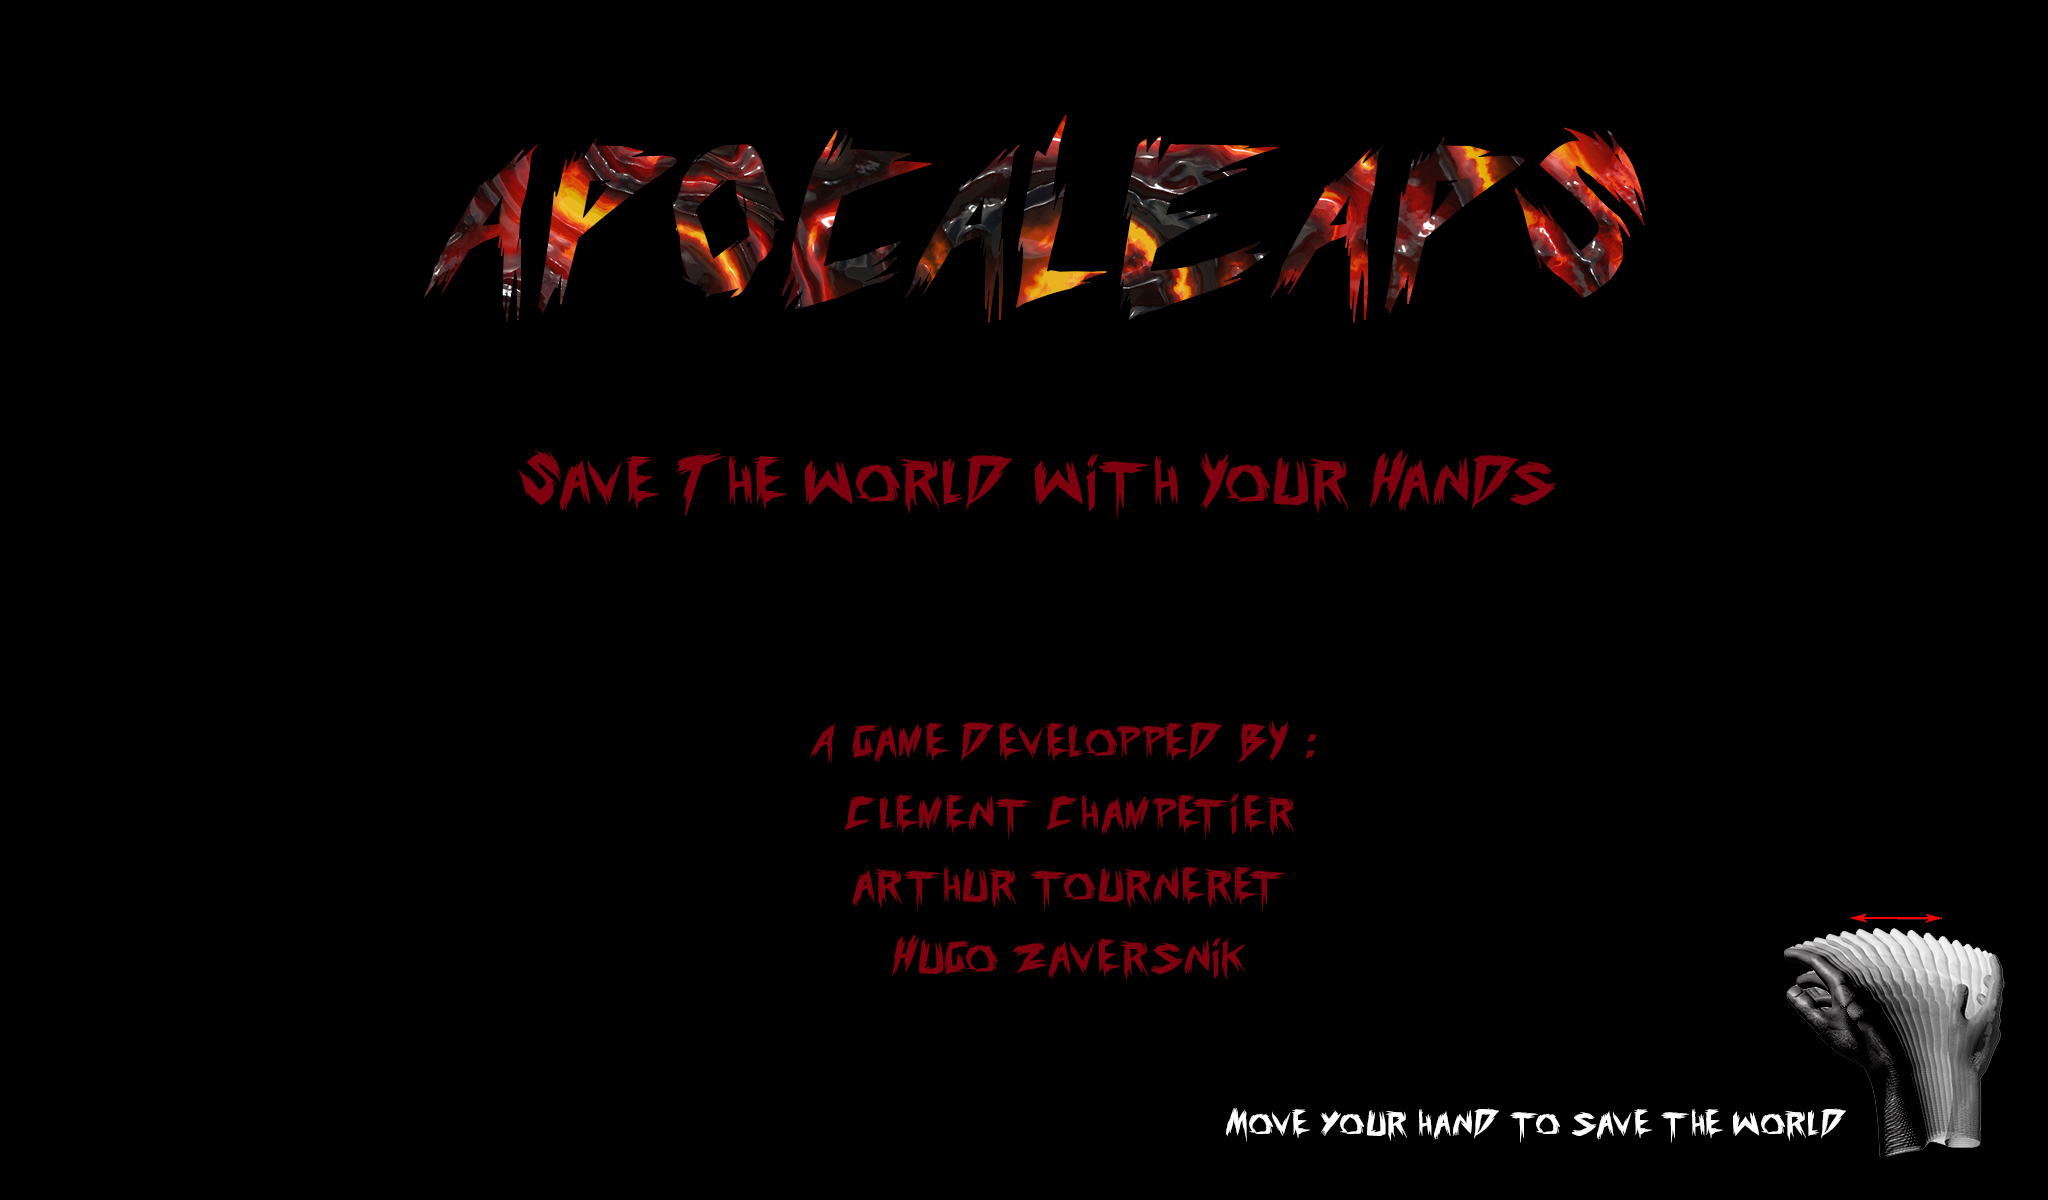 APOCALEAPS
Save The world with your Hands
A Game Developped By :
Clement Champetier
Arthur Tourneret
Hugo Zaversnik
Move your hand to save the world